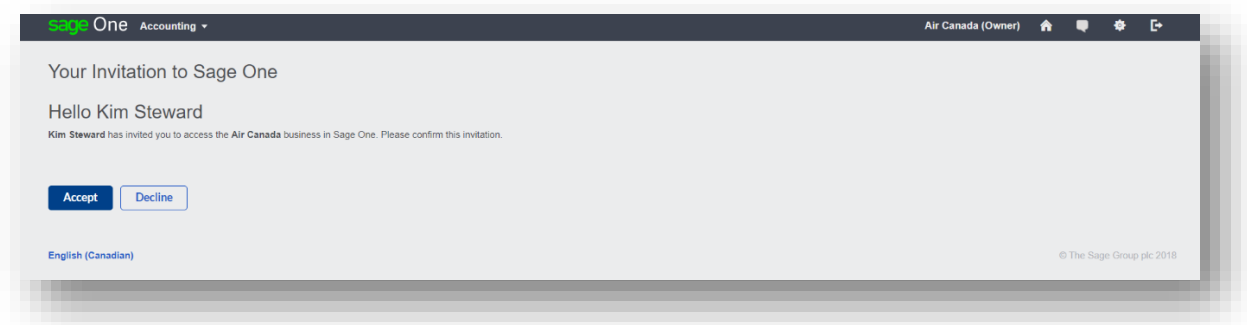 sage One Accounting Air Canada (Owner)
Your Invitation to Sage One
Hello Kim Steward
Kim Steward has invited you to access the Air Canada business in Sage One. Please confirm this invitation.
Accept Decline
English (Canadian) © The Sage Group plc 2018